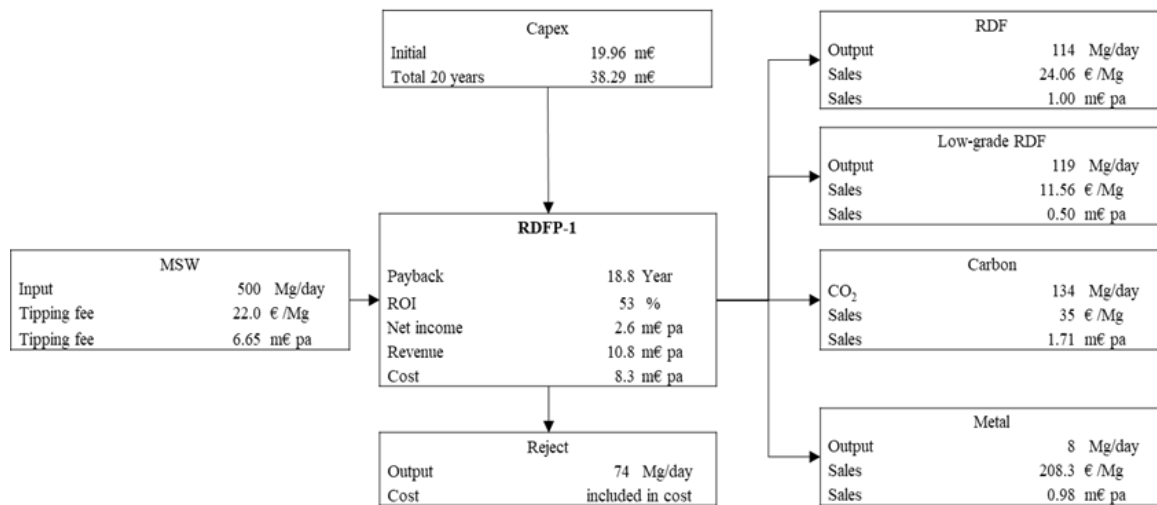 Capex
Initial 19.96 m€
Total 20 years 38.29 m€
RDF
Output 114 Mg/day
Sales 24.06 € /Mg
Sales 1.00 m€ pa
Low-grade RDF
Output 119 Mg/day
Sales 11.56 € /Mg
Sales 0.50 m€ pa
MSW
Input 500 Mg/day
Tipping fee 22.0 € /Mg
Tipping fee 6.65 m€ pa
RDFP-1
Payback 18.8 Year
ROI 53 %
Net income 2.6 m€ pa
Revenue 10.8 m€ pa
Cost 8.3 m€ pa
Carbon
CO₂ 134 Mg/day
Sales 35 € /Mg
Sales 1.71 m€ pa
Reject
Output 74 Mg/day
Cost included in cost
Metal
Output 8 Mg/day
Sales 208.3 € /Mg
Sales 0.98 m€ pa